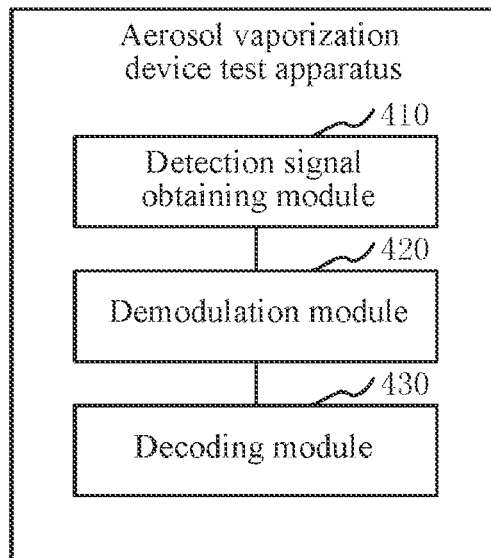 Aerosol vaporization
device test apparatus
410
Detection signal
obtaining module
420
Demodulation module
430
Decoding module